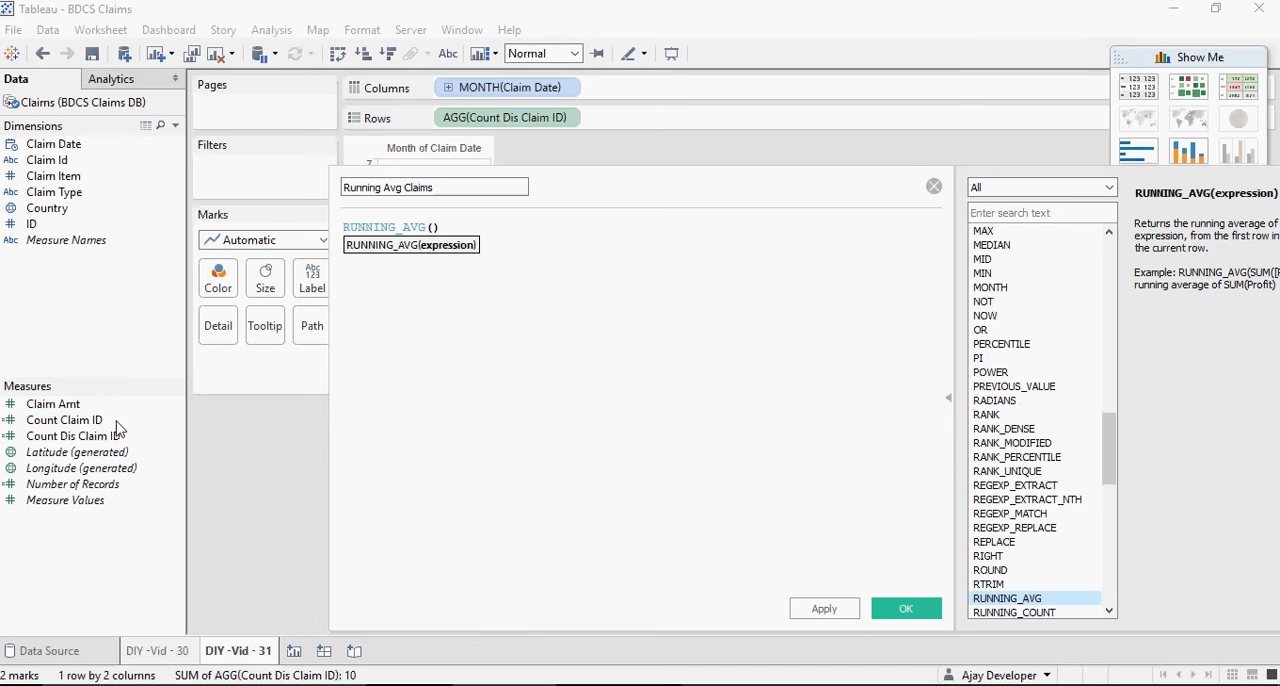 Tableau - BDCS Claims
File Data Worksheet Dashboard Story Analysis Map Format Server Window Help
Abc Normal
Data Analytics
Claims (BDCS Claims DB)
Dimensions
Claim Date
Abc Claim Id
Claim Item
Abc Claim Type
Country
ID
Abc Measure Names
Measures
Claim Amt
Count Claim ID
Count Dis Claim ID
Latitude (generated)
Longitude (generated)
Number of Records
Measure Values
Pages
Filters
Marks
Automatic
Color Size Abc 123 Label
Detail Tooltip Path
Columns MONTH(Claim Date)
Rows AGG(Count Dis Claim ID)
Month of Claim Date
7
Show Me
Running Avg Claims
RUNNING_AVG()
RUNNING_AVG(expression)
Apply OK
All
Enter search text
MAX
MEDIAN
MID
MIN
MONTH
NOT
NOW
OR
PERCENTILE
PI
POWER
PREVIOUS_VALUE
RADIANS
RANK
RANK_DENSE
RANK_MODIFIED
RANK_PERCENTILE
RANK_UNIQUE
REGEXP_EXTRACT
REGEXP_EXTRACT_NTH
REGEXP_MATCH
REGEXP_REPLACE
REPLACE
RIGHT
ROUND
RTRIM
RUNNING_AVG
RUNNING_COUNT
RUNNING_AVG(expression)
Returns the running average of
expression, from the first row in
the current row.
Example: RUNNING_AVG(SUM([
running average of SUM(Profit)
Data Source DIY -Vid - 30 DIY -Vid - 31
2 marks 1 row by 2 columns SUM of AGG(Count Dis Claim ID): 10 Ajay Developer